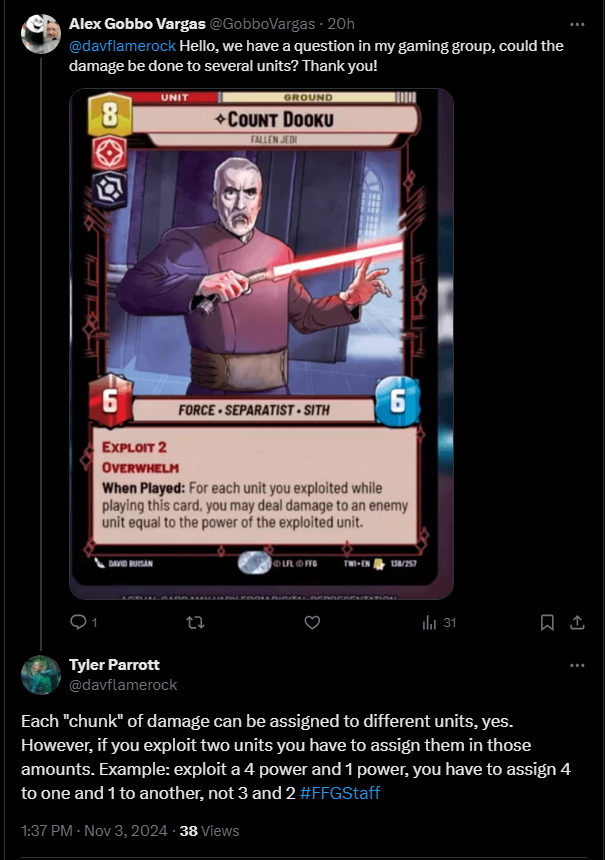 Alex Gobbo Vargas @GobboVargas · 20h
@davflamerock Hello, we have a question in my gaming group, could the
damage be done to several units? Thank you!
UNIT GROUND
8
✧COUNT DOOKU
FALLEN JEDI
6
FORCE • SEPARATIST • SITH
6
EXPLOIT 2
OVERWHELM
When Played: For each unit you exploited while
playing this card, you may deal damage to an enemy
unit equal to the power of the exploited unit.
DAVID BUISÁN © LFL © FFG TWI • EN 138/257
ACTUAL CARD MAY VARY FROM DIGITAL REPRESENTATION
1 31
Tyler Parrott
@davflamerock
Each "chunk" of damage can be assigned to different units, yes.
However, if you exploit two units you have to assign them in those
amounts. Example: exploit a 4 power and 1 power, you have to assign 4
to one and 1 to another, not 3 and 2 #FFGStaff
1:37 PM · Nov 3, 2024 · 38 Views